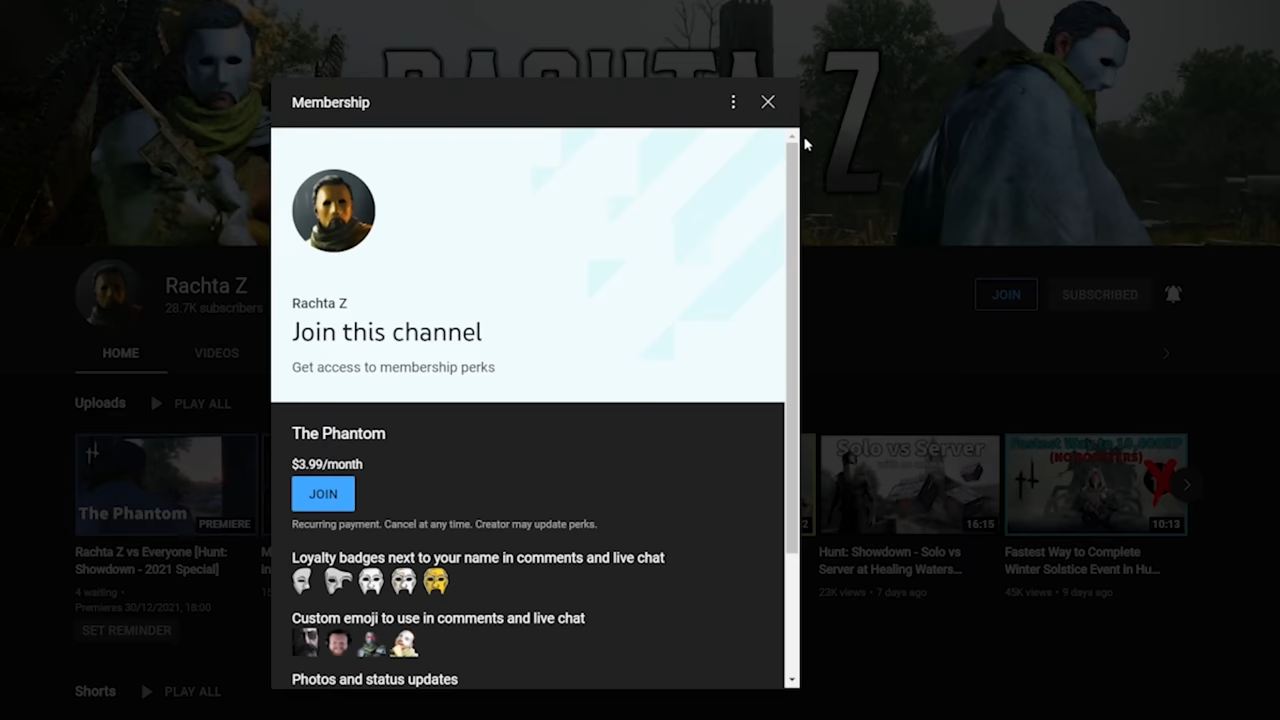 RACHTA Z
Membership
Rachta Z
Join this channel
Get access to membership perks
The Phantom
$3.99/month
JOIN
Recurring payment. Cancel at any time. Creator may update perks.
Loyalty badges next to your name in comments and live chat
Custom emoji to use in comments and live chat
Photos and status updates
Rachta Z
28.7K subscribers
JOIN
SUBSCRIBED
HOME
VIDEOS
Uploads
PLAY ALL
The Phantom
PREMIERE
Rachta Z vs Everyone [Hunt:
Showdown - 2021 Special]
4 waiting •
Premieres 30/12/2021, 18:00
SET REMINDER
Solo vs Server
16:15
Hunt: Showdown - Solo vs
Server at Healing Waters...
23K views • 7 days ago
(NO BOOSTERS)
10:13
Fastest Way to Complete
Winter Solstice Event in Hu...
45K views • 9 days ago
Shorts
PLAY ALL